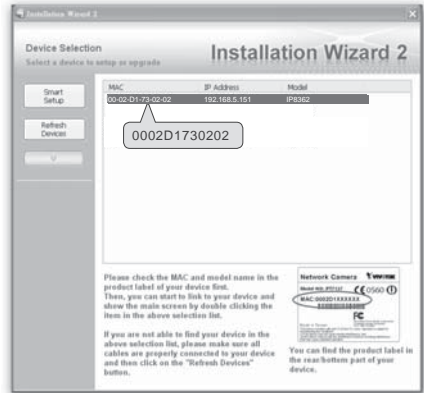 Installation Wizard 2
Device Selection
Select a device to setup or upgrade
Installation Wizard 2
Smart
Setup
Refresh
Devices
MAC IP Address Model
00-02-D1-73-02-02 192.168.5.151 IP8362
0002D1730202
Please check the MAC and model name in the
product label of your device first.
Then, you can start to link to your device and
show the main screen by double clicking the
item in the above selection list.
If you are not able to find your device in the
above selection list, please make sure all
cables are properly connected to your device
and then click on the "Refresh Devices"
button.
Network Camera VIVOTEK
0560
MAC:0002D1XXXXXX
FC
You can find the product label in
the rear/bottom part of your
device.